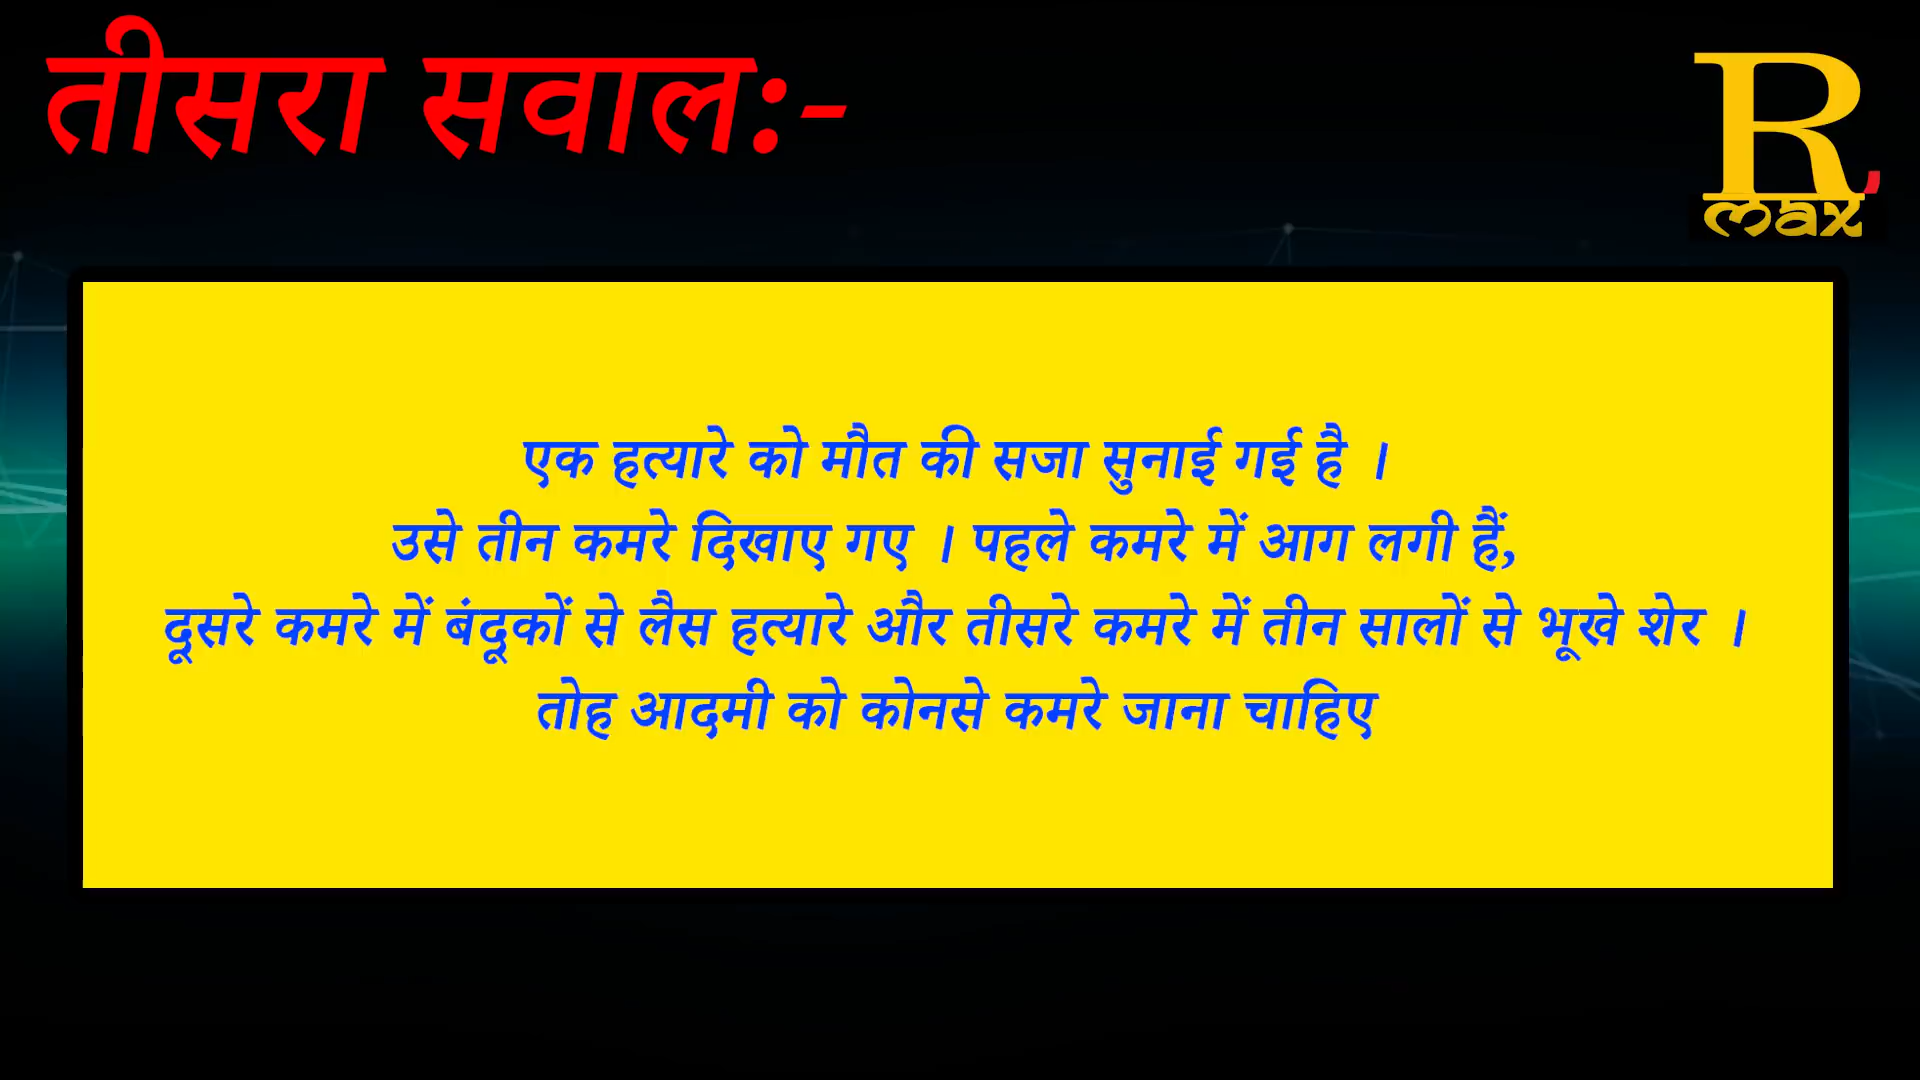 तीसरा सवाल:-
R,
max
एक हत्यारे को मौत की सजा सुनाई गई है ।
उसे तीन कमरे दिखाए गए । पहले कमरे में आग लगी हैं,
दूसरे कमरे में बंदूकों से लैस हत्यारे और तीसरे कमरे में तीन सालों से भूखे शेर ।
तोह आदमी को कोनसे कमरे जाना चाहिए